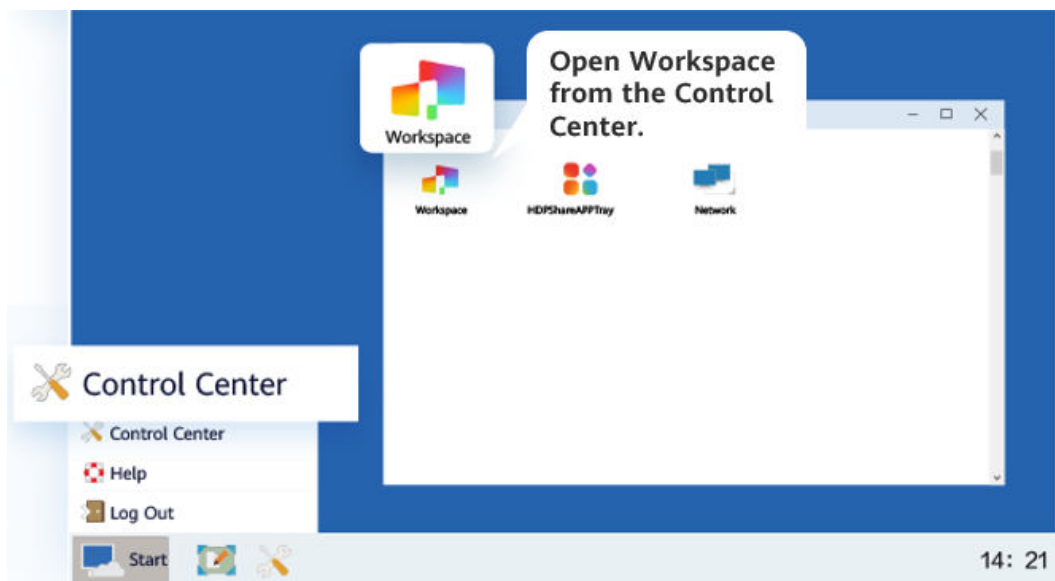 Open Workspace
from the Control
Center.
Workspace
Workspace
HDPShareAPPTray
Network
Control Center
Control Center
Help
Log Out
Start
14: 21